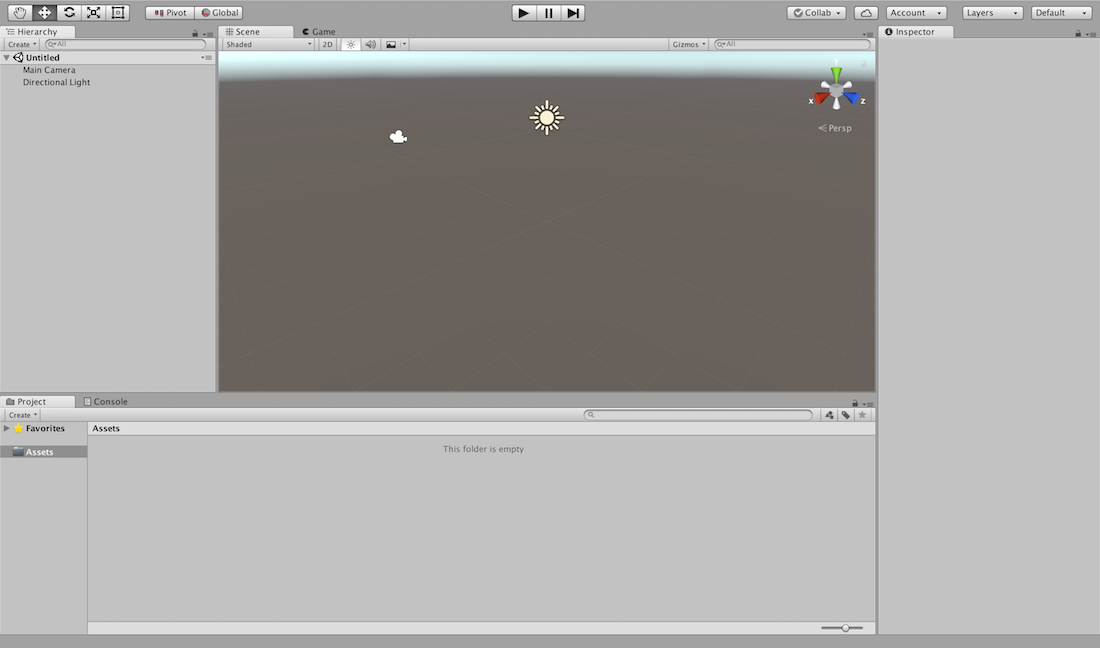 Pivot Global Collab Account Layers Default
Hierarchy
Create All
Untitled
Main Camera
Directional Light
Scene Game
Shaded 2D Gizmos All
y
x z
Persp
Inspector
Project Console
Create
Favorites
Assets
Assets
This folder is empty